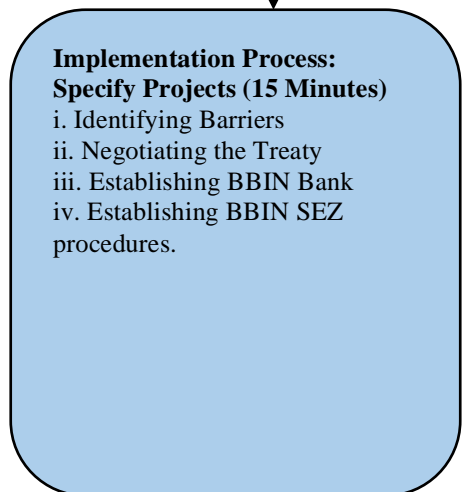 Implementation Process:
Specify Projects (15 Minutes)
i. Identifying Barriers
ii. Negotiating the Treaty
iii. Establishing BBIN Bank
iv. Establishing BBIN SEZ
procedures.